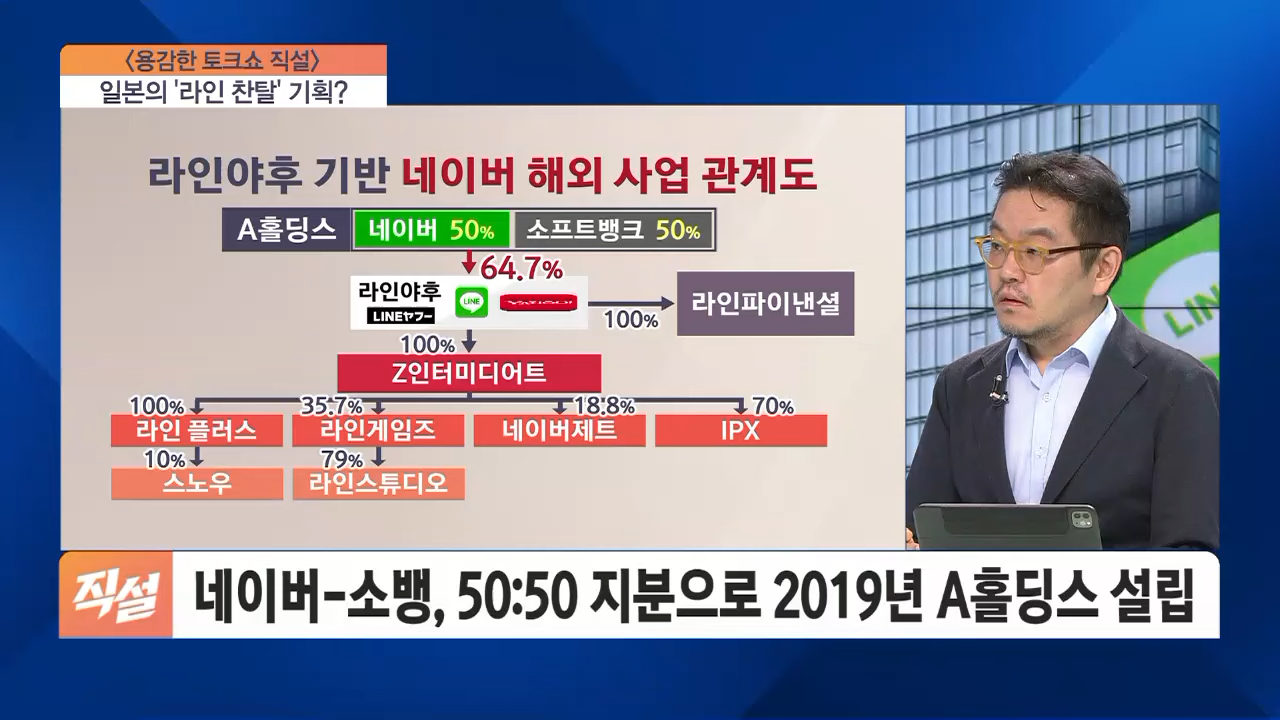 <용감한 토크쇼 직설>
일본의 '라인 찬탈' 기획?
라인야후 기반 네이버 해외 사업 관계도
A홀딩스 네이버 50% 소프트뱅크 50%
64.7%
라인야후 LINE YAHOO!
LINEヤフー
100%
라인파이낸셜
100%
Z인터미디어트
100% 35.7% 18.8% 70%
라인 플러스 라인게임즈 네이버제트 IPX
10% 79%
스노우 라인스튜디오
LIN
직설
네이버-소뱅, 50:50 지분으로 2019년 A홀딩스 설립